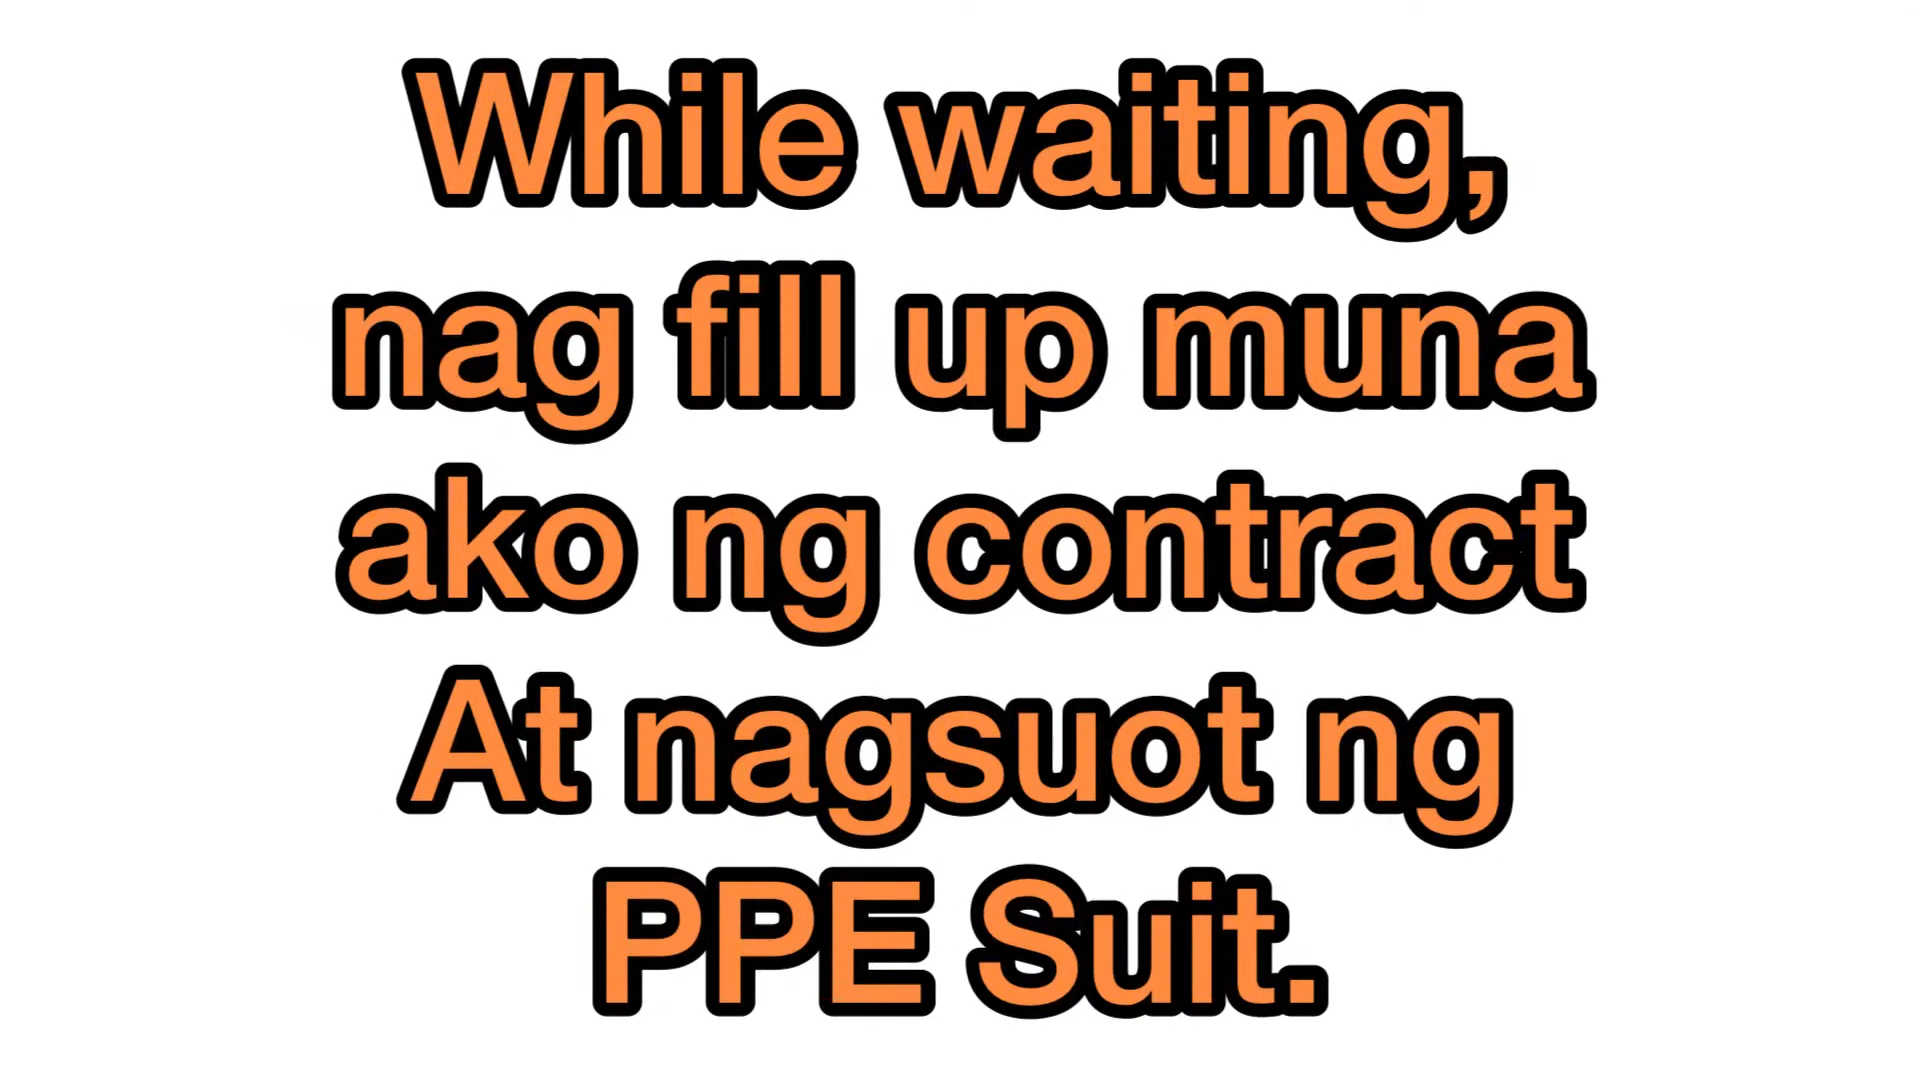 While waiting,
nag fill up muna
ako ng contract
At nagsuot ng
PPE Suit.